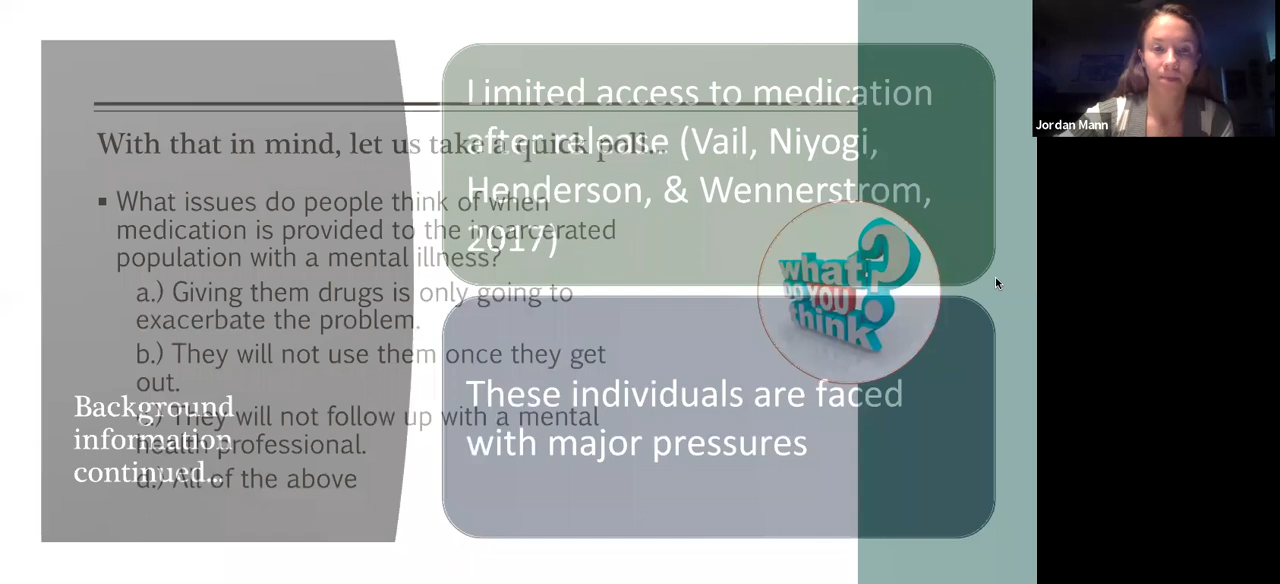 With that in mind, let us take a quick poll...
▪ What issues do people think of when
medication is provided to the incarcerated
population with a mental illness?
a.) Giving them drugs is only going to
exacerbate the problem.
b.) They will not use them once they get
out.
c.) They will not follow up with a mental
health professional.
d.) All of the above
Background
information
continued...
Limited access to medication
after release (Vail, Niyogi,
Henderson, & Wennerstrom,
2017)
These individuals are faced
with major pressures
what ?
DO YOU
think
Jordan Mann